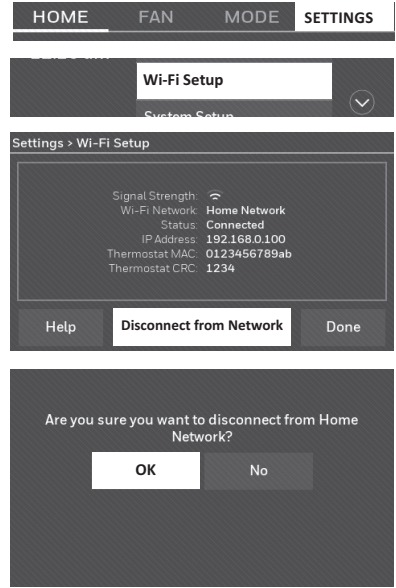 HOME FAN MODE SETTINGS
Wi-Fi Setup
System Setup
Settings > Wi-Fi Setup
Signal Strength:
Wi-Fi Network: Home Network
Status: Connected
IP Address: 192.168.0.100
Thermostat MAC: 0123456789ab
Thermostat CRC: 1234
Help Disconnect from Network Done
Are you sure you want to disconnect from Home
Network?
OK No